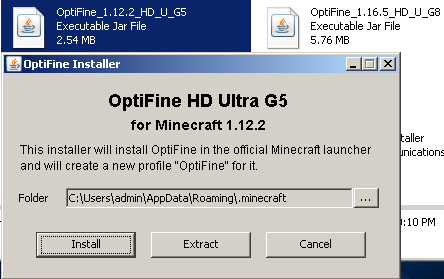 OptiFine_1.12.2_HD_U_G5
Executable Jar File
2.54 MB
OptiFine_1.16.5_HD_U_G8
Executable Jar File
5.76 MB
OptiFine Installer
OptiFine HD Ultra G5
for Minecraft 1.12.2
This installer will install OptiFine in the official Minecraft launcher
and will create a new profile "OptiFine" for it.
Folder C:\Users\admin\AppData\Roaming\.minecraft ...
Install Extract Cancel
taller
unications
0:10 PM